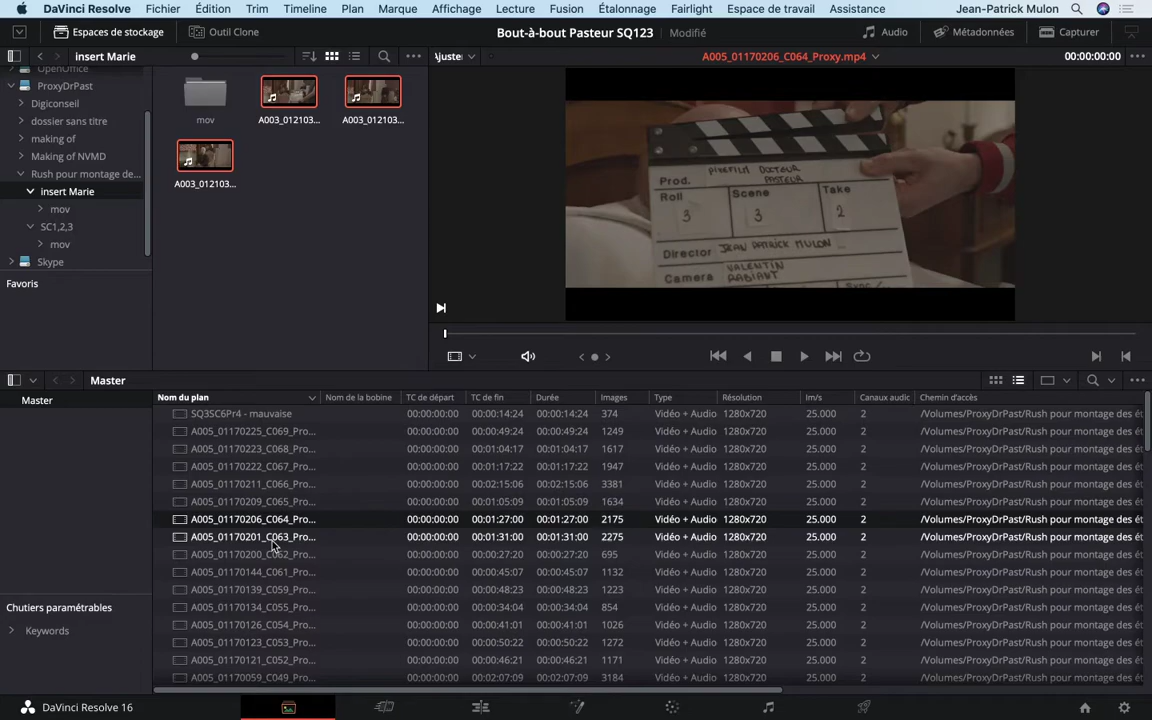 DaVinci Resolve Fichier Édition Trim Timeline Plan Marque Affichage Lecture Fusion Étalonnage Fairlight Espace de travail Assistance Jean-Patrick Mulon
Espaces de stockage Outil Clone Bout-à-bout Pasteur SQ123 Modifié Audio Métadonnées Capturer
insert Marie Ajuste A005_01170206_C064_Proxy.mp4 00:00:00:00
OpenOffice
ProxyDrPast
Digiconseil
dossier sans titre
making of
Making of NVMD
Rush pour montage de...
insert Marie
mov
SC1,2,3
mov
Skype
mov A003_012103... A003_012103...
A003_012103...
Prod. PIXEFILM DOCTEUR PASTEUR
Roll 3 Scene 3 Take 2
Director JEAN PATRICK MULON
Camera VALENTIN RADIANT
Favoris
Master
Master
Nom du plan Nom de la bobine TC de départ TC de fin Durée Images Type Résolution Im/s Canaux audio Chemin d'accès
SQ3SC6Pr4 - mauvaise 00:00:00:00 00:00:14:24 00:00:14:24 374 Vidéo + Audio 1280x720 25.000 2 /Volumes/ProxyDrPast/Rush pour montage des ét
A005_01170225_C069_Pro... 00:00:00:00 00:00:49:24 00:00:49:24 1249 Vidéo + Audio 1280x720 25.000 2 /Volumes/ProxyDrPast/Rush pour montage des ét
A005_01170223_C068_Pro... 00:00:00:00 00:01:04:17 00:01:04:17 1617 Vidéo + Audio 1280x720 25.000 2 /Volumes/ProxyDrPast/Rush pour montage des ét
A005_01170222_C067_Pro... 00:00:00:00 00:01:17:22 00:01:17:22 1947 Vidéo + Audio 1280x720 25.000 2 /Volumes/ProxyDrPast/Rush pour montage des ét
A005_01170211_C066_Pro... 00:00:00:00 00:02:15:06 00:02:15:06 3381 Vidéo + Audio 1280x720 25.000 2 /Volumes/ProxyDrPast/Rush pour montage des ét
A005_01170209_C065_Pro... 00:00:00:00 00:01:05:09 00:01:05:09 1634 Vidéo + Audio 1280x720 25.000 2 /Volumes/ProxyDrPast/Rush pour montage des ét
A005_01170206_C064_Pro... 00:00:00:00 00:01:27:00 00:01:27:00 2175 Vidéo + Audio 1280x720 25.000 2 /Volumes/ProxyDrPast/Rush pour montage des ét
A005_01170201_C063_Pro... 00:00:00:00 00:01:31:00 00:01:31:00 2275 Vidéo + Audio 1280x720 25.000 2 /Volumes/ProxyDrPast/Rush pour montage des ét
A005_01170200_C062_Pro... 00:00:00:00 00:00:27:20 00:00:27:20 695 Vidéo + Audio 1280x720 25.000 2 /Volumes/ProxyDrPast/Rush pour montage des ét
A005_01170144_C061_Pro... 00:00:00:00 00:00:45:07 00:00:45:07 1132 Vidéo + Audio 1280x720 25.000 2 /Volumes/ProxyDrPast/Rush pour montage des ét
A005_01170139_C059_Pro... 00:00:00:00 00:00:48:23 00:00:48:23 1223 Vidéo + Audio 1280x720 25.000 2 /Volumes/ProxyDrPast/Rush pour montage des ét
A005_01170134_C055_Pro... 00:00:00:00 00:00:34:04 00:00:34:04 854 Vidéo + Audio 1280x720 25.000 2 /Volumes/ProxyDrPast/Rush pour montage des ét
A005_01170126_C054_Pro... 00:00:00:00 00:00:41:01 00:00:41:01 1026 Vidéo + Audio 1280x720 25.000 2 /Volumes/ProxyDrPast/Rush pour montage des ét
A005_01170123_C053_Pro... 00:00:00:00 00:00:50:22 00:00:50:22 1272 Vidéo + Audio 1280x720 25.000 2 /Volumes/ProxyDrPast/Rush pour montage des ét
A005_01170121_C052_Pro... 00:00:00:00 00:00:46:21 00:00:46:21 1171 Vidéo + Audio 1280x720 25.000 2 /Volumes/ProxyDrPast/Rush pour montage des ét
A005_01170059_C049_Pro... 00:00:00:00 00:02:07:09 00:02:07:09 3184 Vidéo + Audio 1280x720 25.000 2 /Volumes/ProxyDrPast/Rush pour montage des ét
Chutiers paramétrables
Keywords
DaVinci Resolve 16